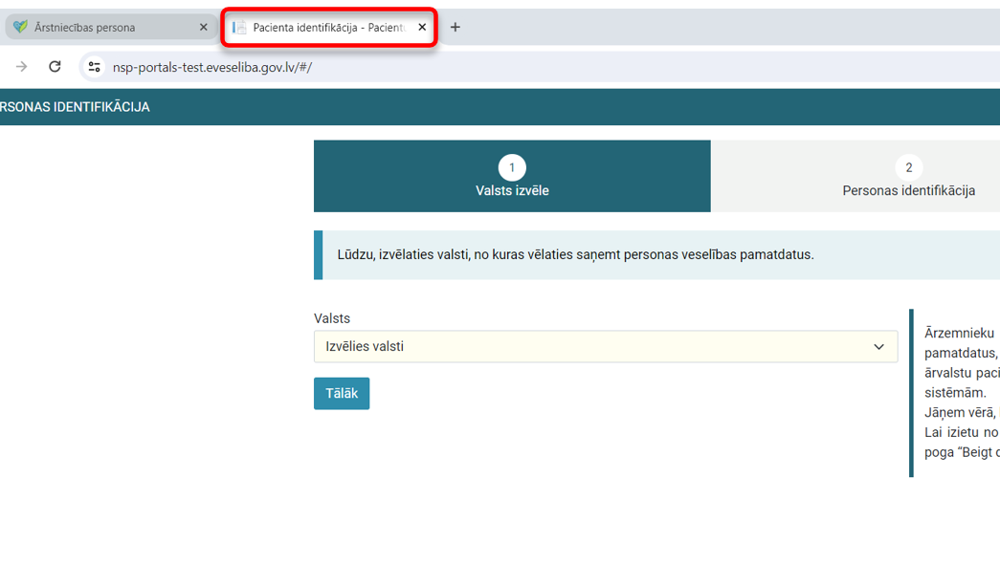 Ārstniecības persona
Pacienta identifikācija - Pacientu
nsp-portals-test.eveseliba.gov.lv/#/
RSONAS IDENTIFIKĀCIJA
1
Valsts izvēle
2
Personas identifikācija
Lūdzu, izvēlaties valsti, no kuras vēlaties saņemt personas veselības pamatdatus.
Valsts
Izvēlies valsti
Tālāk
Ārzemnieku
pamatdatus,
ārvalstu paci
sistēmām.
Jāņem vērā,
Lai izietu no
poga “Beigt